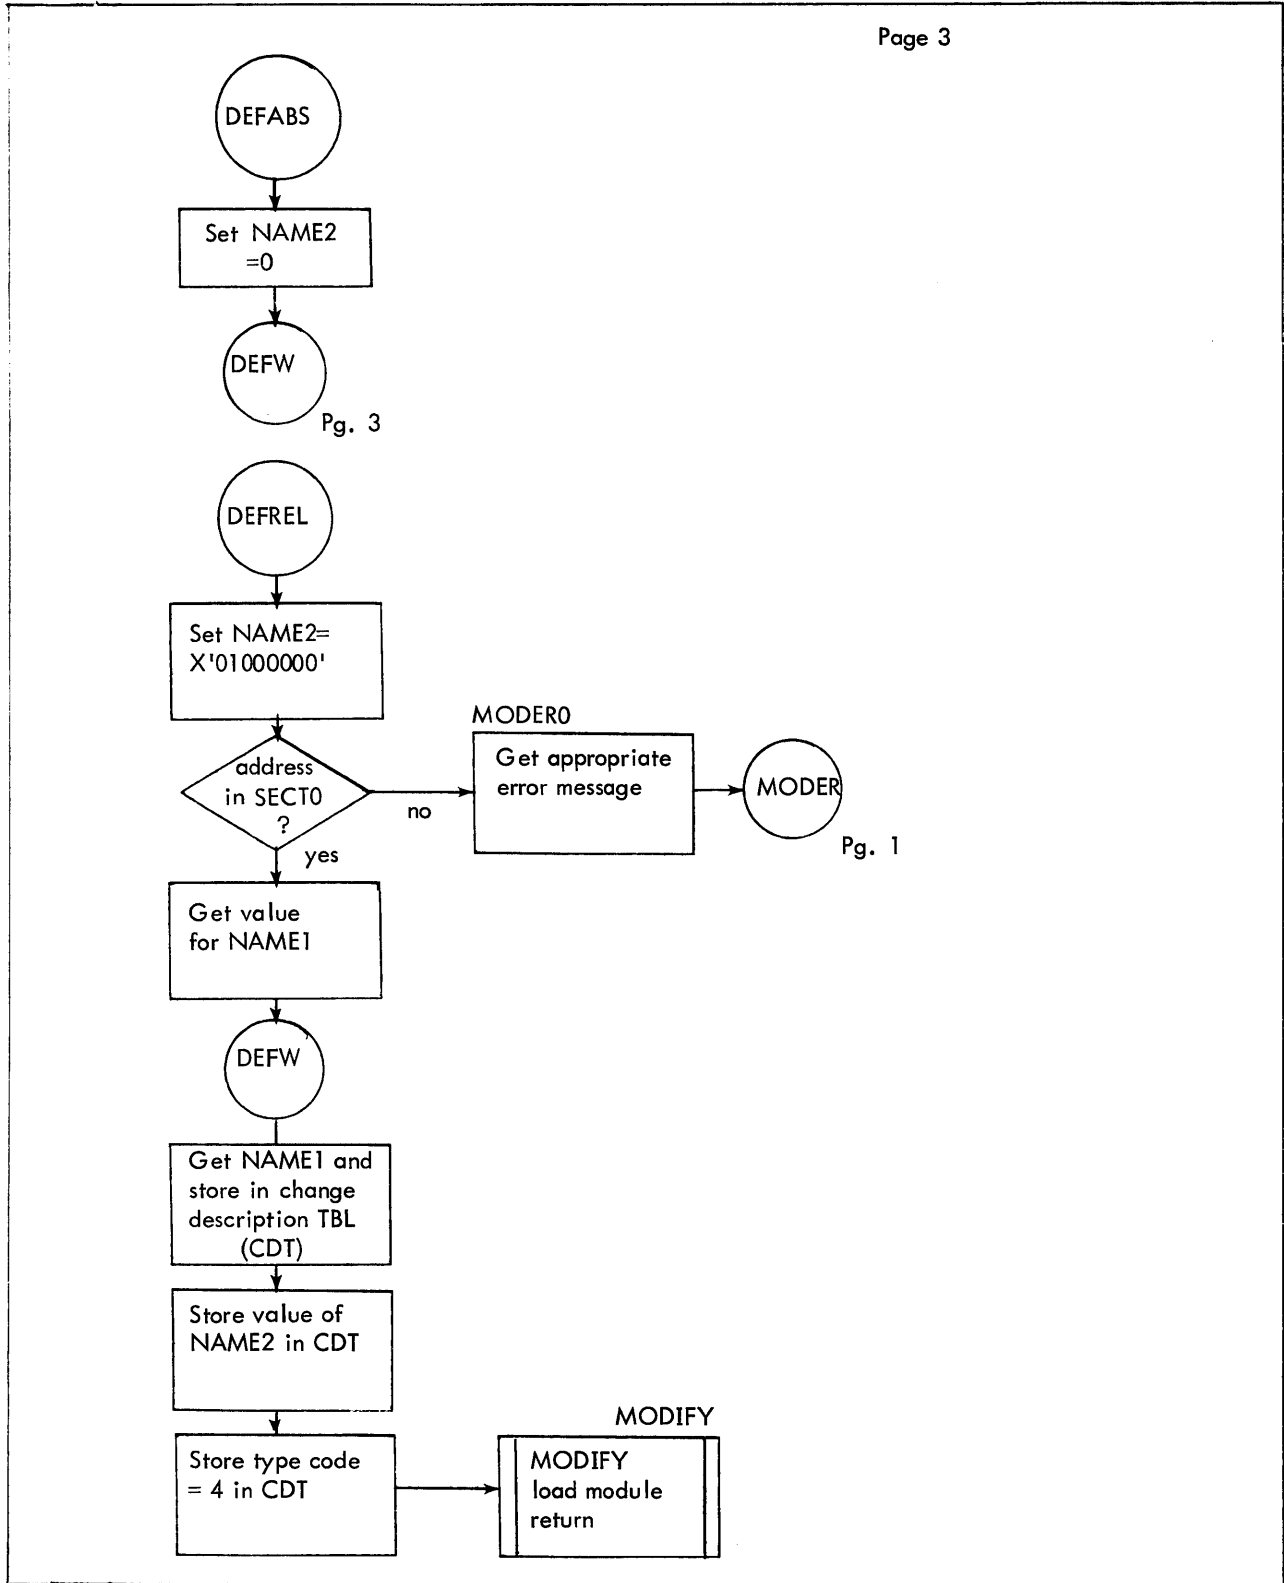 Page 3
DEFABS
Set NAME2
=0
DEFW
Pg. 3
DEFREL
Set NAME2=
X'01000000'
address
in SECT0
?
no
yes
MODER0
Get appropriate
error message
MODER
Pg. 1
Get value
for NAME1
DEFW
Get NAME1 and
store in change
description TBL
(CDT)
Store value of
NAME2 in CDT
Store type code
= 4 in CDT
MODIFY
MODIFY
load module
return